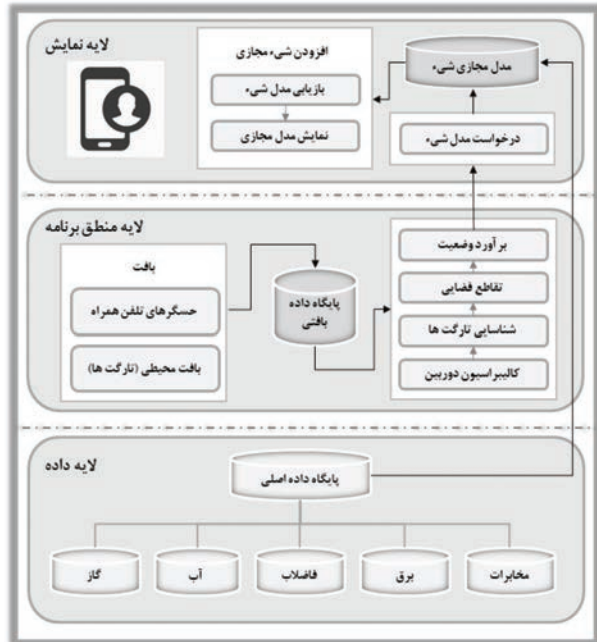 لایه نمایش
افزودن شیء مجازی
بازیابی مدل شیء
نمایش مدل مجازی
مدل مجازی شیء
درخواست مدل شیء
لایه منطق برنامه
بافت
حسگرهای تلفن همراه
بافت محیطی (تارگت ها)
پایگاه داده
بافتی
برآورد وضعیت
تقاطع فضایی
شناسایی تارگت ها
کالیبراسیون دوربین
لایه داده
پایگاه داده اصلی
مخابرات
برق
فاضلاب
آب
گاز